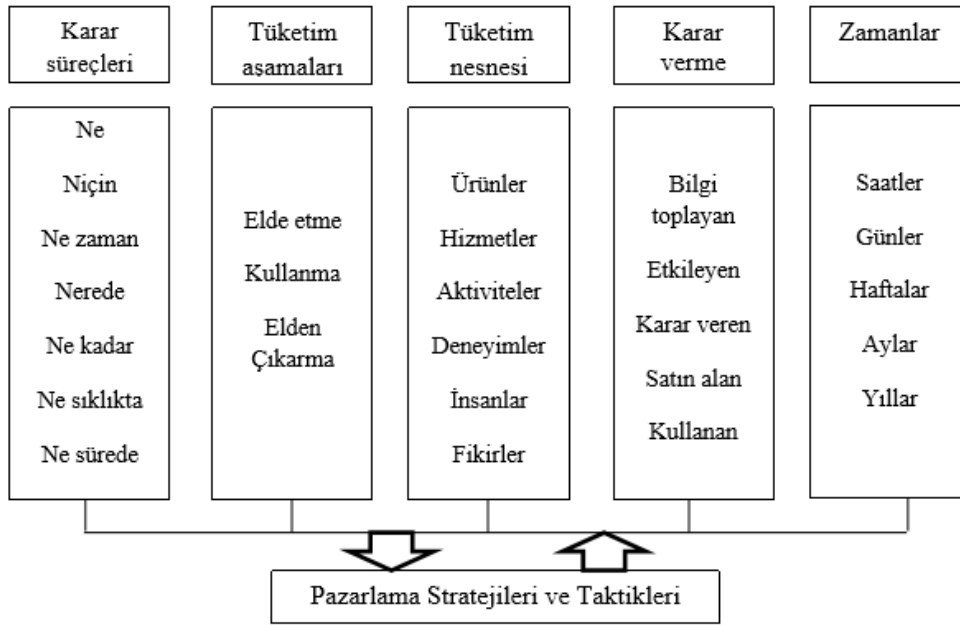 Karar
süreçleri
Tüketim
aşamaları
Tüketim
nesnesi
Karar
verme
Zamanlar
Ne
Niçin
Ne zaman
Nerede
Ne kadar
Ne sıklıkta
Ne sürede
Elde etme
Kullanma
Elden
Çıkarma
Ürünler
Hizmetler
Aktiviteler
Deneyimler
İnsanlar
Fikirler
Bilgi
toplayan
Etkileyen
Karar veren
Satın alan
Kullanan
Saatler
Günler
Haftalar
Aylar
Yıllar
Pazarlama Stratejileri ve Taktikleri